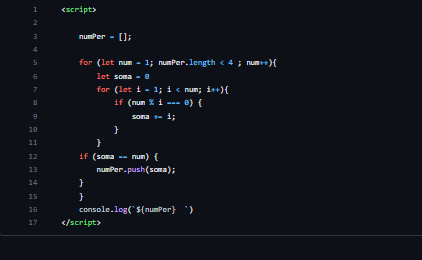 1 <script>
2
3 numPer = [];
4
5 for (let num = 1; numPer.length < 4 ; num++){
6 let soma = 0
7 for (let i = 1; i < num; i++){
8 if (num % i === 0) {
9 soma += i;
10 }
11 }
12 if (soma == num) {
13 numPer.push(soma);
14 }
15 }
16 console.log(`${numPer}  `)
17 </script>